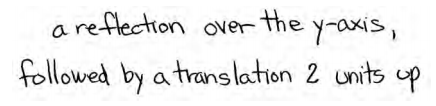 a reflection over the y-axis,
followed by a translation 2 units up